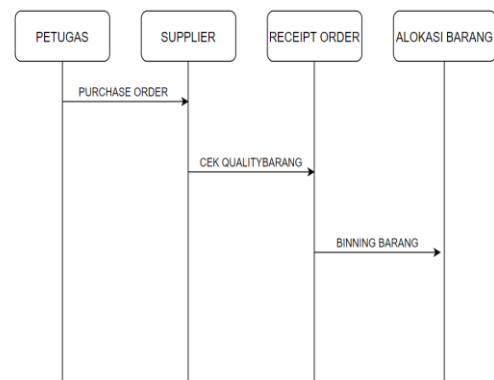 PETUGAS
SUPPLIER
RECEIPT ORDER
ALOKASI BARANG
PURCHASE ORDER
CEK QUALITYBARANG
BINNING BARANG